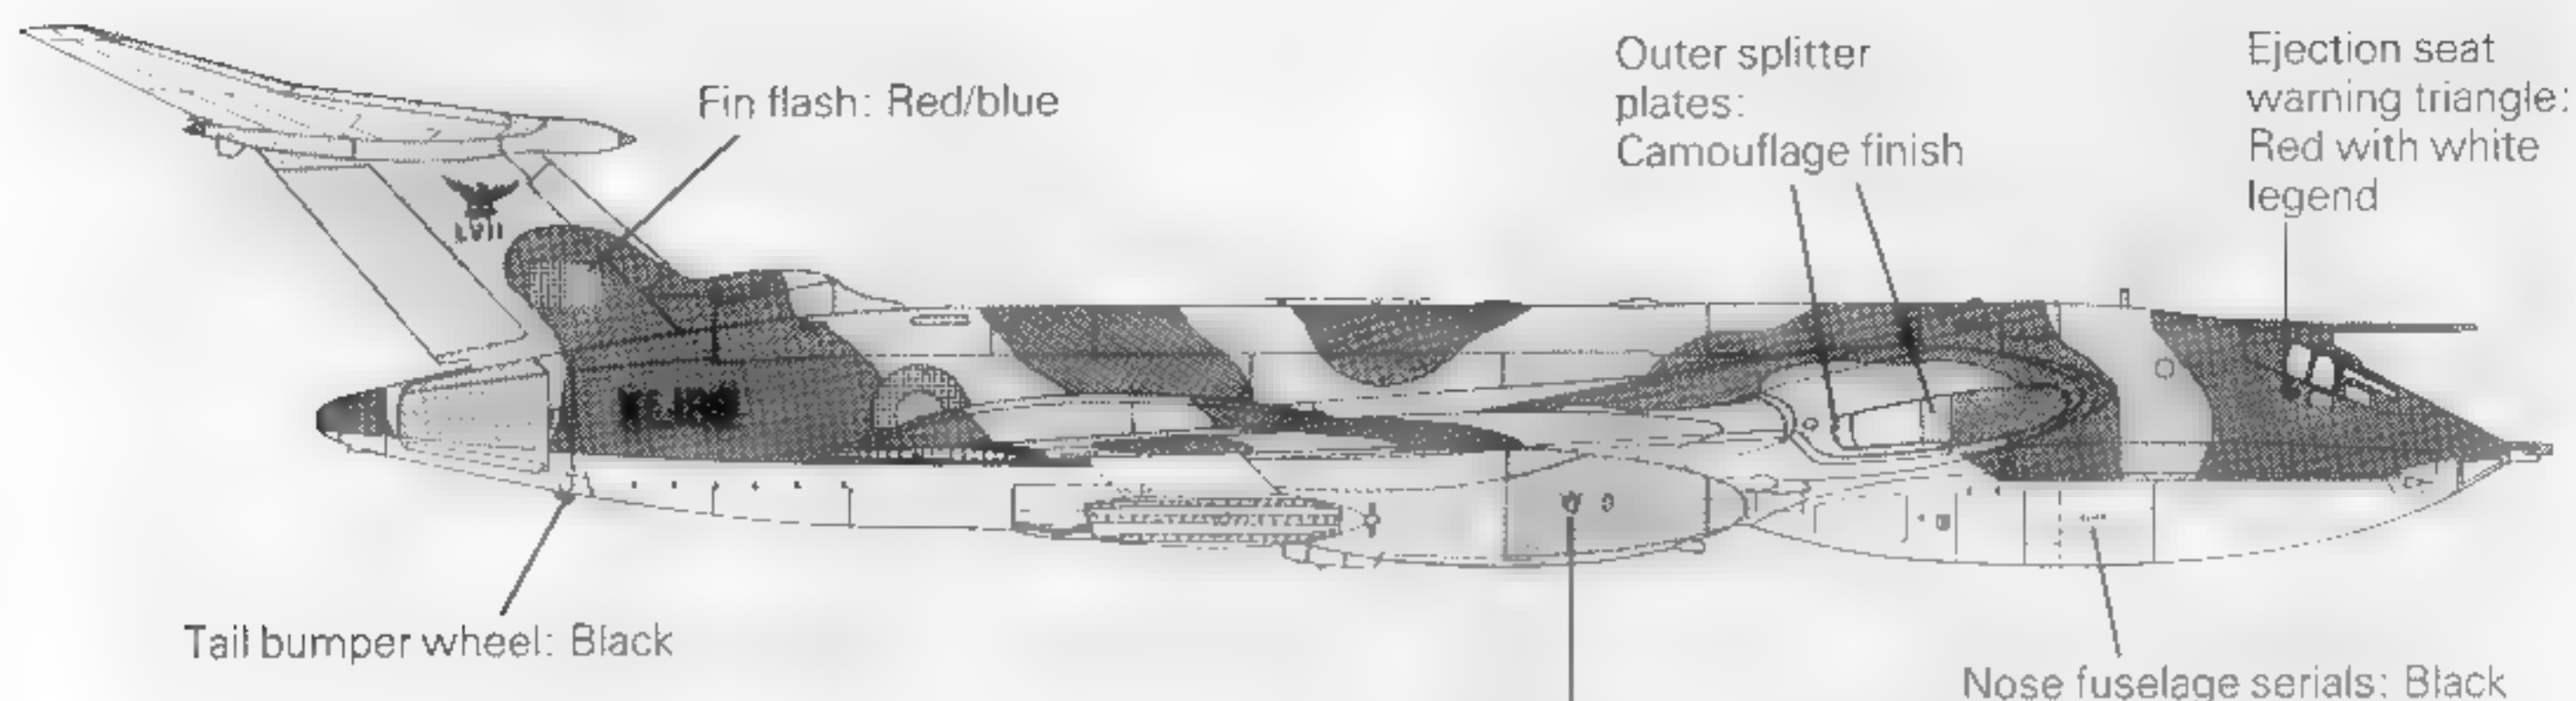 Fin flash: Red/blue
Outer splitter
plates:
Camouflage finish
Ejection seat
warning triangle:
Red with white
legend
LVII
Tail bumper wheel: Black
Nose fuselage serials: Black